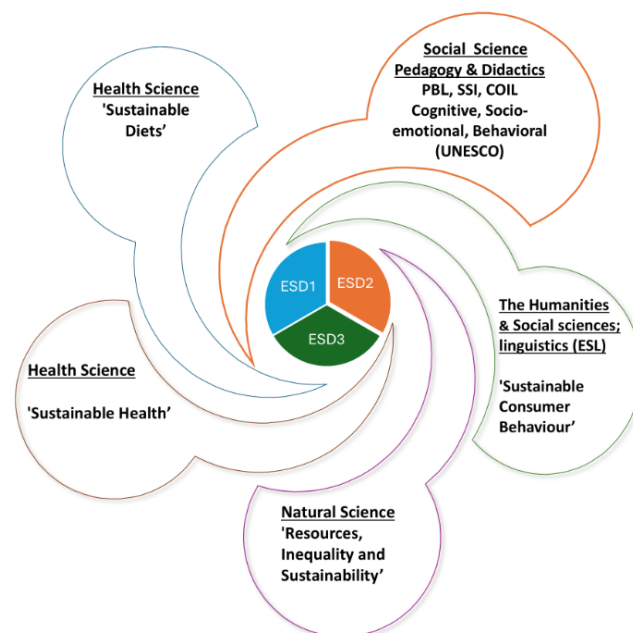 Social Science
Pedagogy & Didactics
PBL, SSI, COIL
Cognitive, Socio-
emotional, Behavioral
(UNESCO)
Health Science
'Sustainable
Diets’
ESD1
ESD2
ESD3
The Humanities
& Social sciences;
linguistics (ESL)
'Sustainable
Consumer
Behaviour’
Health Science
'Sustainable Health’
Natural Science
'Resources,
Inequality and
Sustainability’